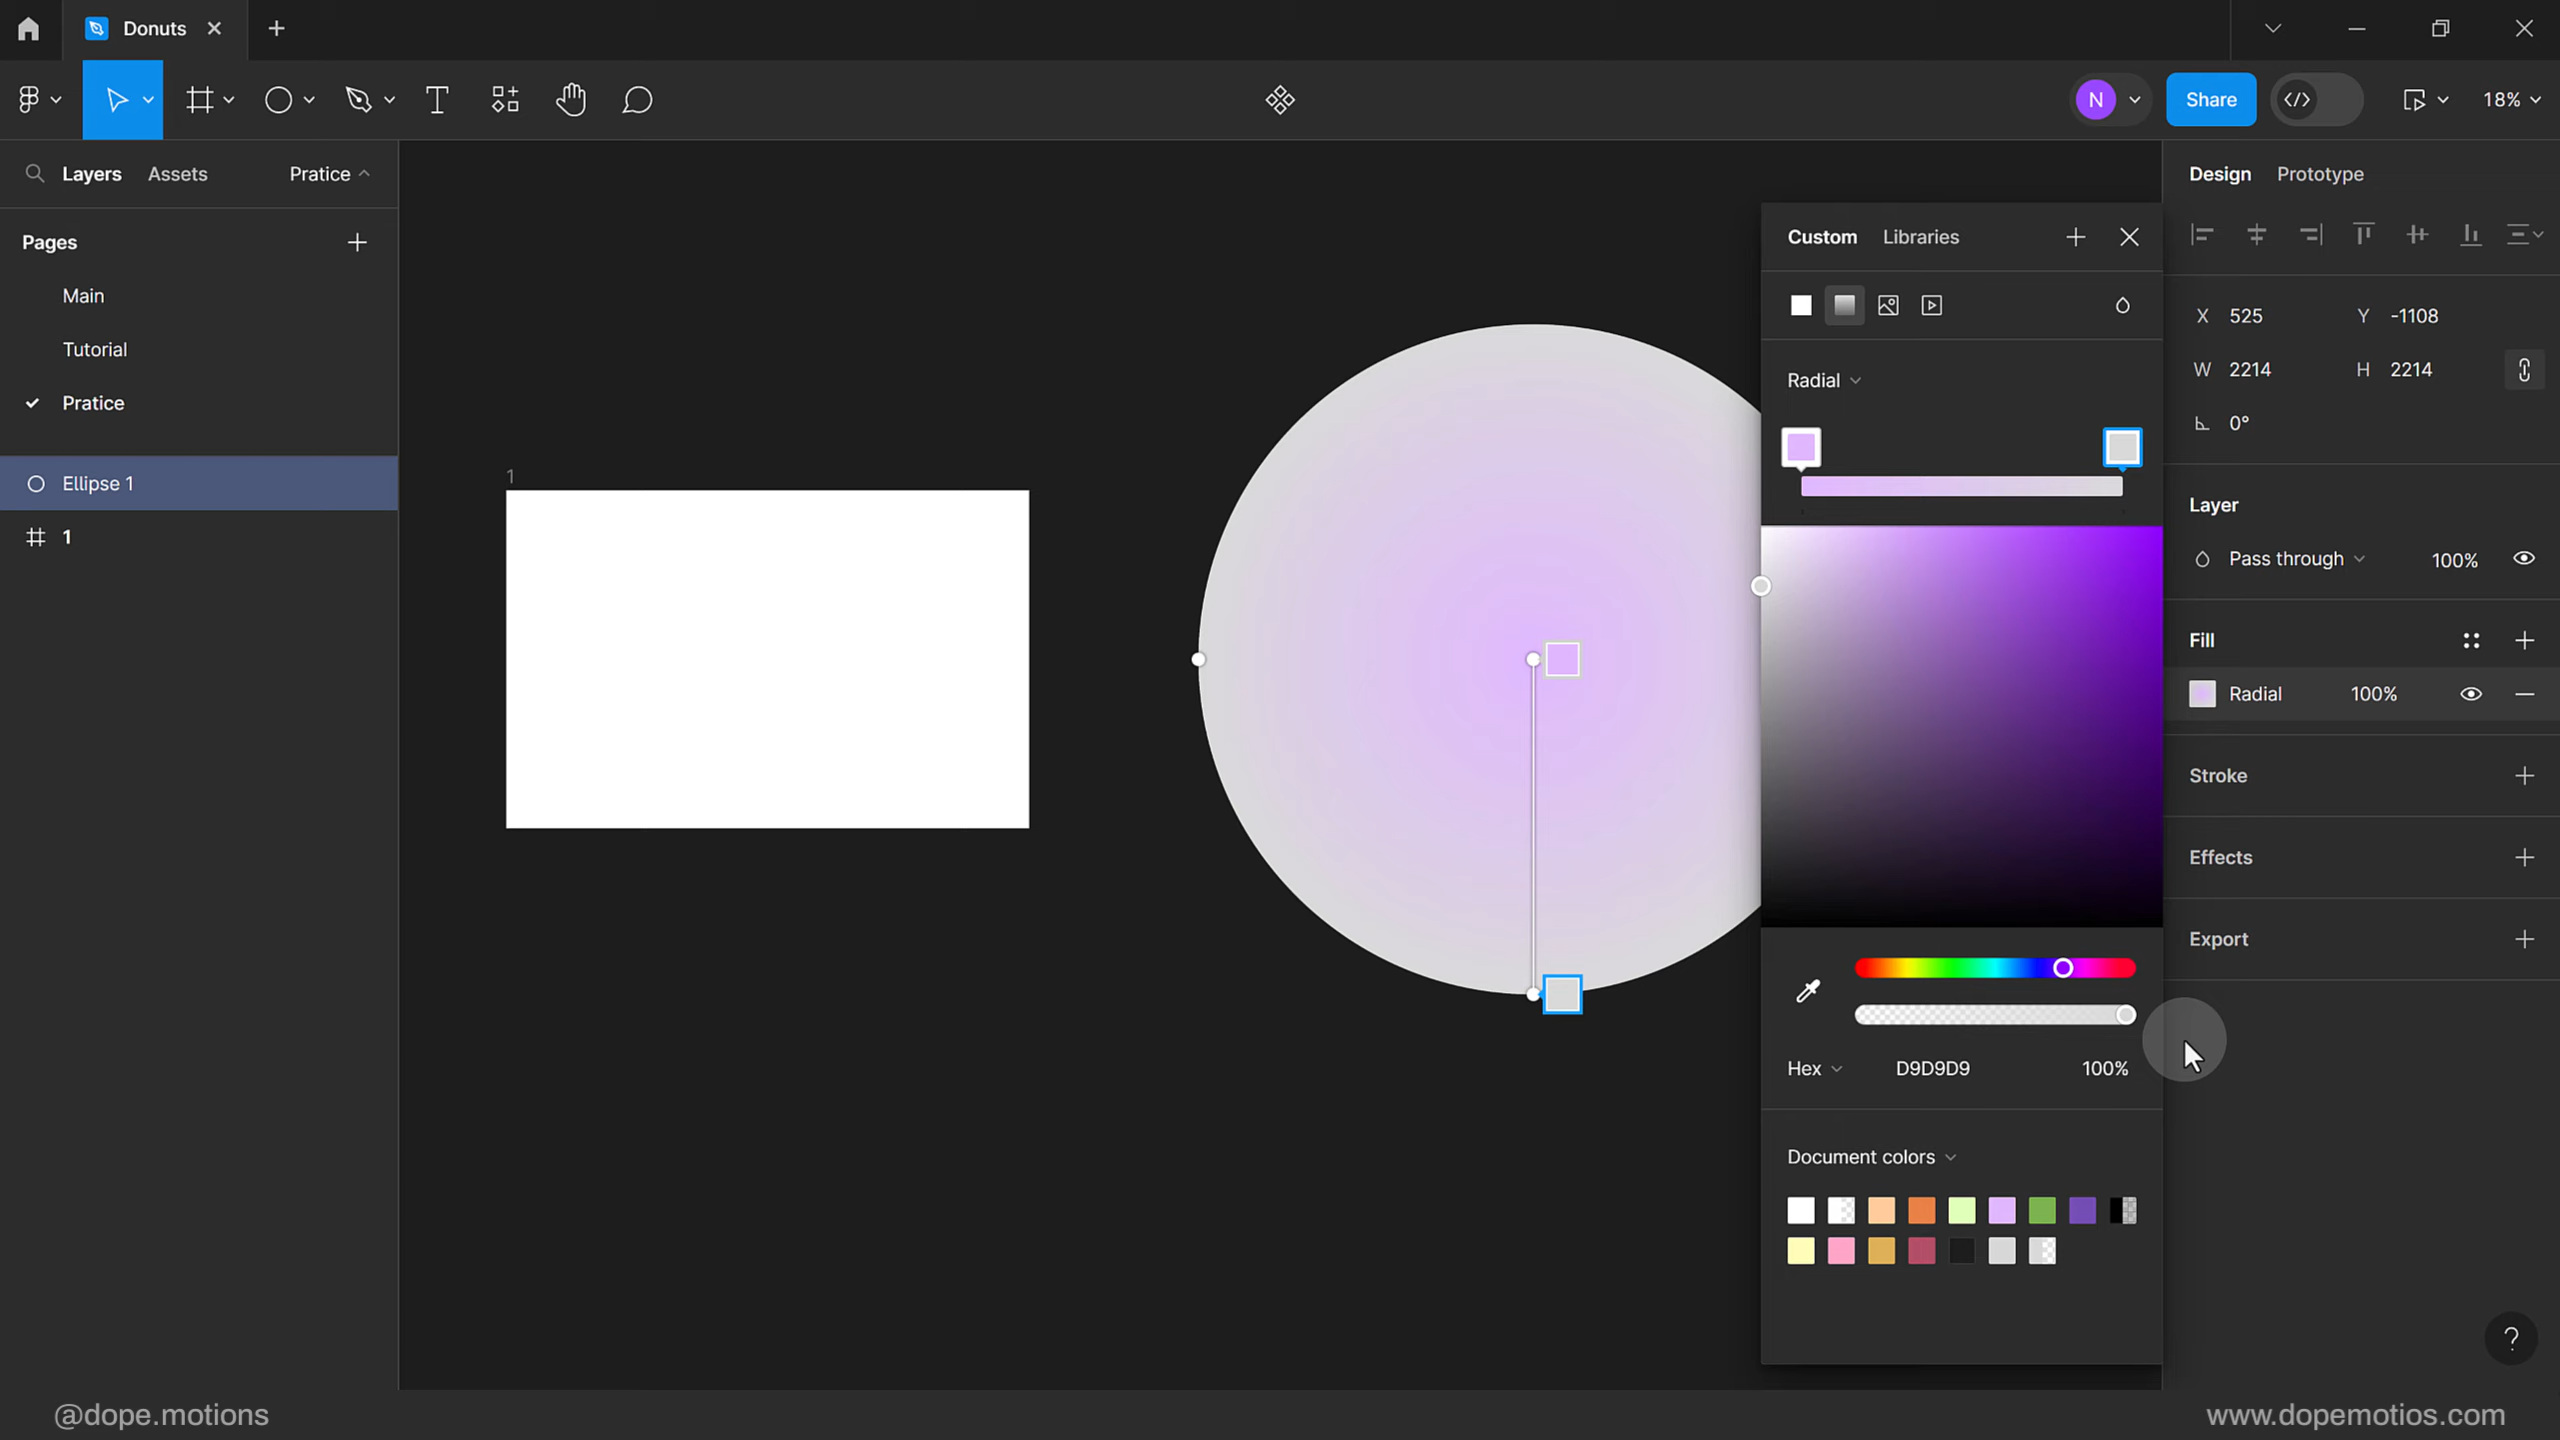 Donuts
N
Share
18%
Layers
Assets
Pratice
Design
Prototype
Pages
Main
Tutorial
Pratice
Ellipse 1
1
1
Custom
Libraries
Radial
Hex
D9D9D9
100%
Document colors
X
525
Y
-1108
W
2214
H
2214
0°
Layer
Pass through
100%
Fill
Radial
100%
Stroke
Effects
Export
?
@dope.motions
www.dopemotios.com